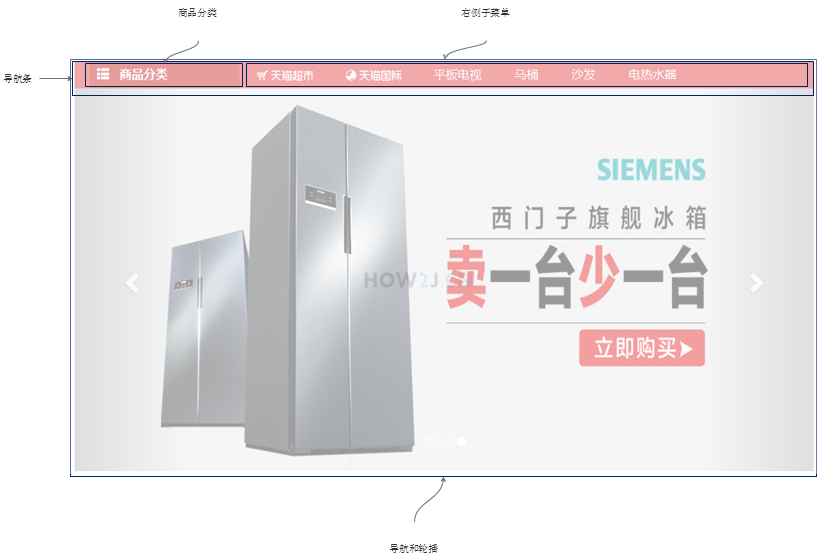 商品分类
右侧子菜单
导航条
商品分类 天猫超市 天猫国际 平板电视 马桶 沙发 电热水器
SIEMENS
西门子旗舰冰箱
HOW2J.CN
卖一台少一台
立即购买
导航和轮播